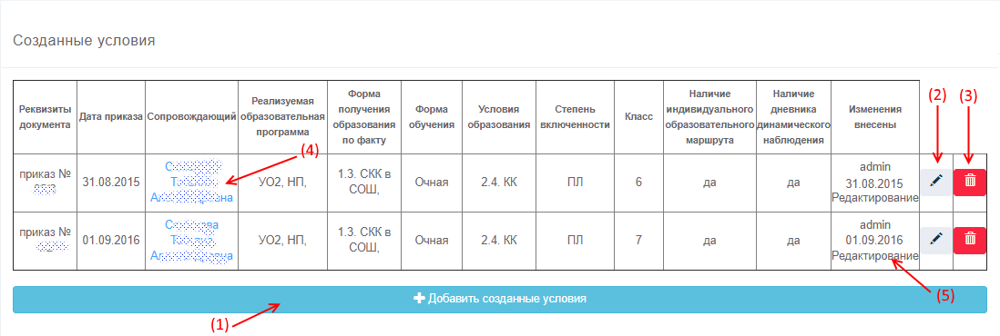 Созданные условия
Реквизиты документа
Дата приказа
Сопровождающий
Реализуемая образовательная программа
Форма получения образования по факту
Форма обучения
Условия образования
Степень включенности
Класс
Наличие индивидуального образовательного маршрута
Наличие дневника динамического наблюдения
Изменения внесены
(2)
(3)
(4)
приказ №
31.08.2015
УО2, НП,
1.3. СКК в СОШ,
Очная
2.4. КК
ПЛ
6
да
да
admin
31.08.2015
Редактирование
приказ №
01.09.2016
УО2, НП,
1.3. СКК в СОШ,
Очная
2.4. КК
ПЛ
7
да
да
admin
01.09.2016
Редактирование
Добавить созданные условия
(5)
(1)